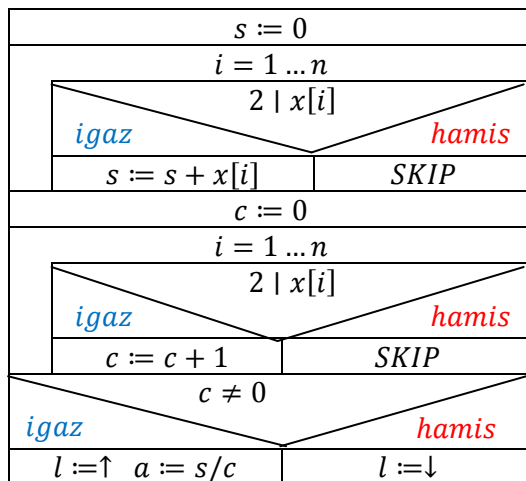 s ≔ 0
i = 1 … n
2 ∣ x[i]
igaz hamis
s ≔ s + x[i] SKIP
c ≔ 0
i = 1 … n
2 ∣ x[i]
igaz hamis
c ≔ c + 1 SKIP
c ≠ 0
igaz hamis
l ≔↑ a ≔ s/c l ≔↓